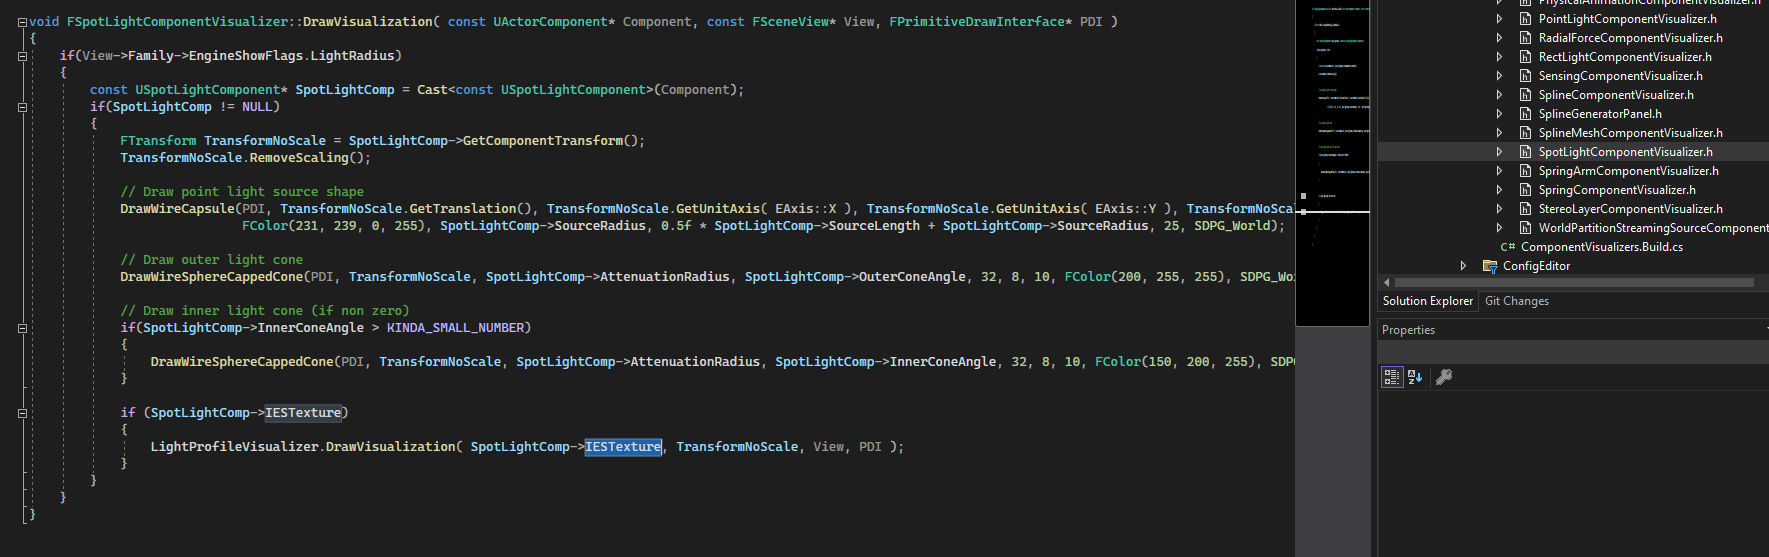 void FSpotLightComponentVisualizer::DrawVisualization( const UActorComponent* Component, const FSceneView* View, FPrimitiveDrawInterface* PDI )
{
if(View->Family->EngineShowFlags.LightRadius)
{
const USpotLightComponent* SpotLightComp = Cast<const USpotLightComponent>(Component);
if(SpotLightComp != NULL)
{
FTransform TransformNoScale = SpotLightComp->GetComponentTransform();
TransformNoScale.RemoveScaling();
// Draw point light source shape
DrawWireCapsule(PDI, TransformNoScale.GetTranslation(), TransformNoScale.GetUnitAxis( EAxis::X ), TransformNoScale.GetUnitAxis( EAxis::Y ), TransformNoScal
FColor(231, 239, 0, 255), SpotLightComp->SourceRadius, 0.5f * SpotLightComp->SourceLength + SpotLightComp->SourceRadius, 25, SDPG_World);
// Draw outer light cone
DrawWireSphereCappedCone(PDI, TransformNoScale, SpotLightComp->AttenuationRadius, SpotLightComp->OuterConeAngle, 32, 8, 10, FColor(200, 255, 255), SDPG_Wo
// Draw inner light cone (if non zero)
if(SpotLightComp->InnerConeAngle > KINDA_SMALL_NUMBER)
{
DrawWireSphereCappedCone(PDI, TransformNoScale, SpotLightComp->AttenuationRadius, SpotLightComp->InnerConeAngle, 32, 8, 10, FColor(150, 200, 255), SDP
}
if (SpotLightComp->IESTexture)
{
LightProfileVisualizer.DrawVisualization( SpotLightComp->IESTexture, TransformNoScale, View, PDI );
}
}
}
}
PhysicalAnimationComponentVisualizer.h
PointLightComponentVisualizer.h
RadialForceComponentVisualizer.h
RectLightComponentVisualizer.h
SensingComponentVisualizer.h
SplineComponentVisualizer.h
SplineGeneratorPanel.h
SplineMeshComponentVisualizer.h
SpotLightComponentVisualizer.h
SpringArmComponentVisualizer.h
SpringComponentVisualizer.h
StereoLayerComponentVisualizer.h
WorldPartitionStreamingSourceComponent
C# ComponentVisualizers.Build.cs
ConfigEditor
Solution Explorer Git Changes
Properties